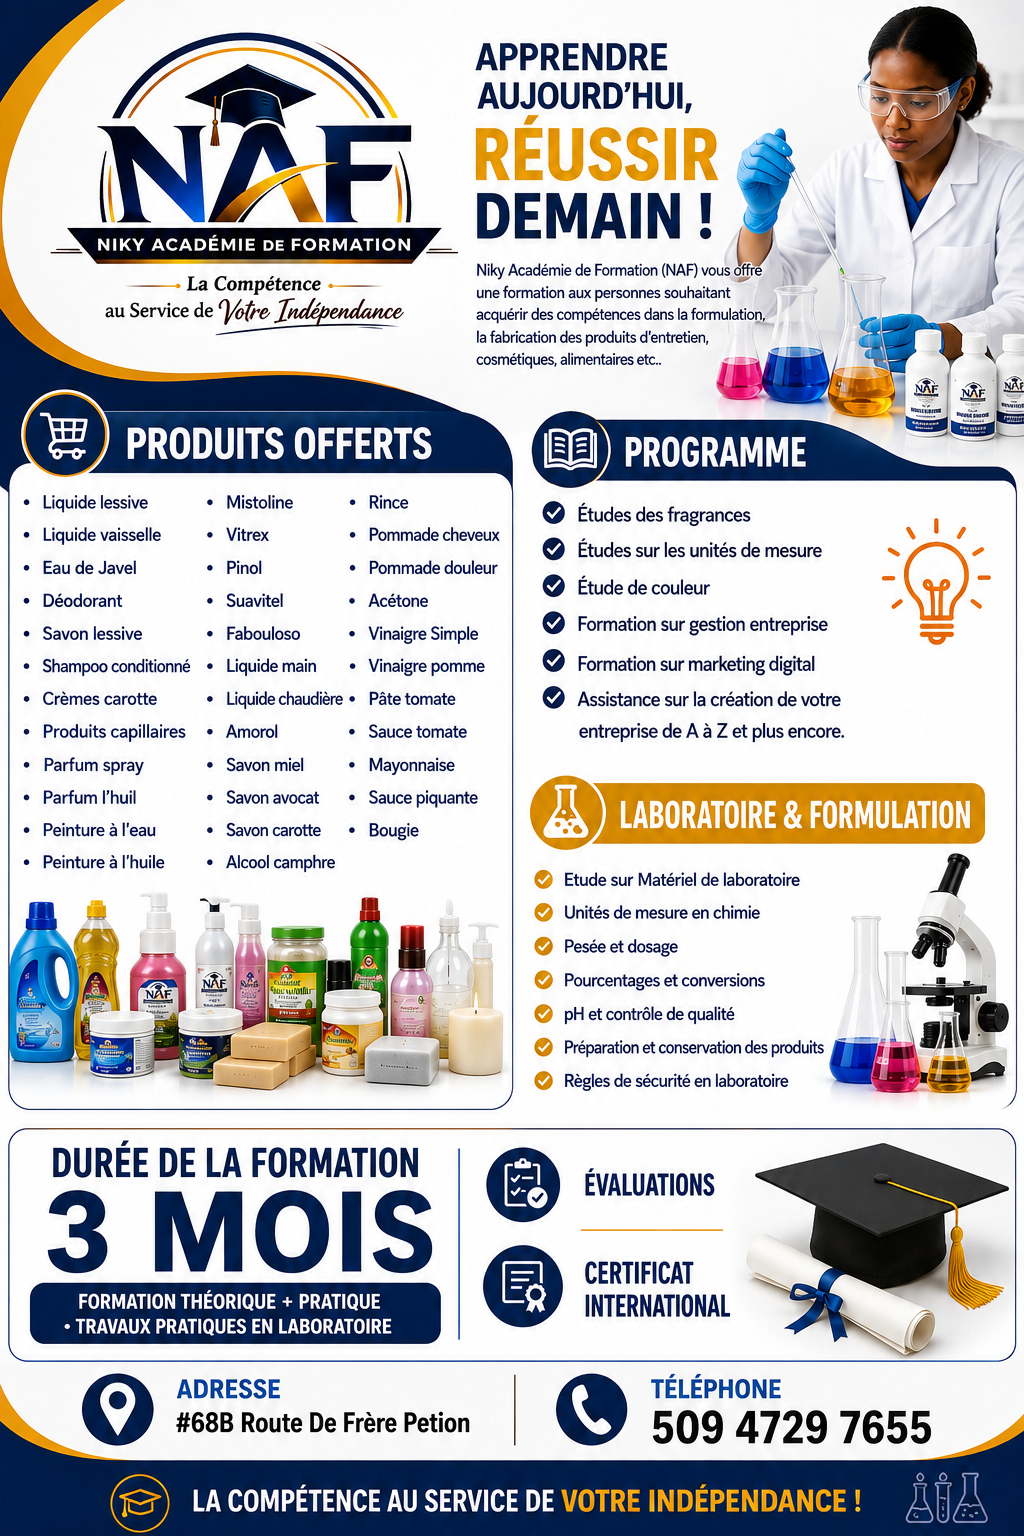 NAF
NIKY ACADÉMIE DE FORMATION
La Compétence
au Service de Votre Indépendance
APPRENDRE
AUJOURD'HUI,
RÉUSSIR
DEMAIN !
Niky Académie de Formation (NAF) vous offre
une formation aux personnes souhaitant
acquérir des compétences dans la formulation,
la fabrication des produits d'entretien,
cosmétiques, alimentaires etc..
NAF
NAF
NAF
PRODUITS OFFERTS
• Liquide lessive
• Liquide vaisselle
• Eau de Javel
• Déodorant
• Savon lessive
• Shampoo conditionné
• Crèmes carotte
• Produits capillaires
• Parfum spray
• Parfum l'huil
• Peinture à l'eau
• Peinture à l'huile
• Mistoline
• Vitrex
• Pinol
• Suavitel
• Fabouloso
• Liquide main
• Liquide chaudière
• Amorol
• Savon miel
• Savon avocat
• Savon carotte
• Alcool camphre
• Rince
• Pommade cheveux
• Pommade douleur
• Acétone
• Vinaigre Simple
• Vinaigre pomme
• Pâte tomate
• Sauce tomate
• Mayonnaise
• Sauce piquante
• Bougie
NAF
NAF
PROGRAMME
Études des fragrances
Études sur les unités de mesure
Étude de couleur
Formation sur gestion entreprise
Formation sur marketing digital
Assistance sur la création de votre
entreprise de A à Z et plus encore.
LABORATOIRE & FORMULATION
Etude sur Matériel de laboratoire
Unités de mesure en chimie
Pesée et dosage
Pourcentages et conversions
pH et contrôle de qualité
Préparation et conservation des produits
Règles de sécurité en laboratoire
DURÉE DE LA FORMATION
3 MOIS
FORMATION THÉORIQUE + PRATIQUE
• TRAVAUX PRATIQUES EN LABORATOIRE
ÉVALUATIONS
CERTIFICAT
INTERNATIONAL
ADRESSE
#68B Route De Frère Petion
TÉLÉPHONE
509 4729 7655
LA COMPÉTENCE AU SERVICE DE VOTRE INDÉPENDANCE !